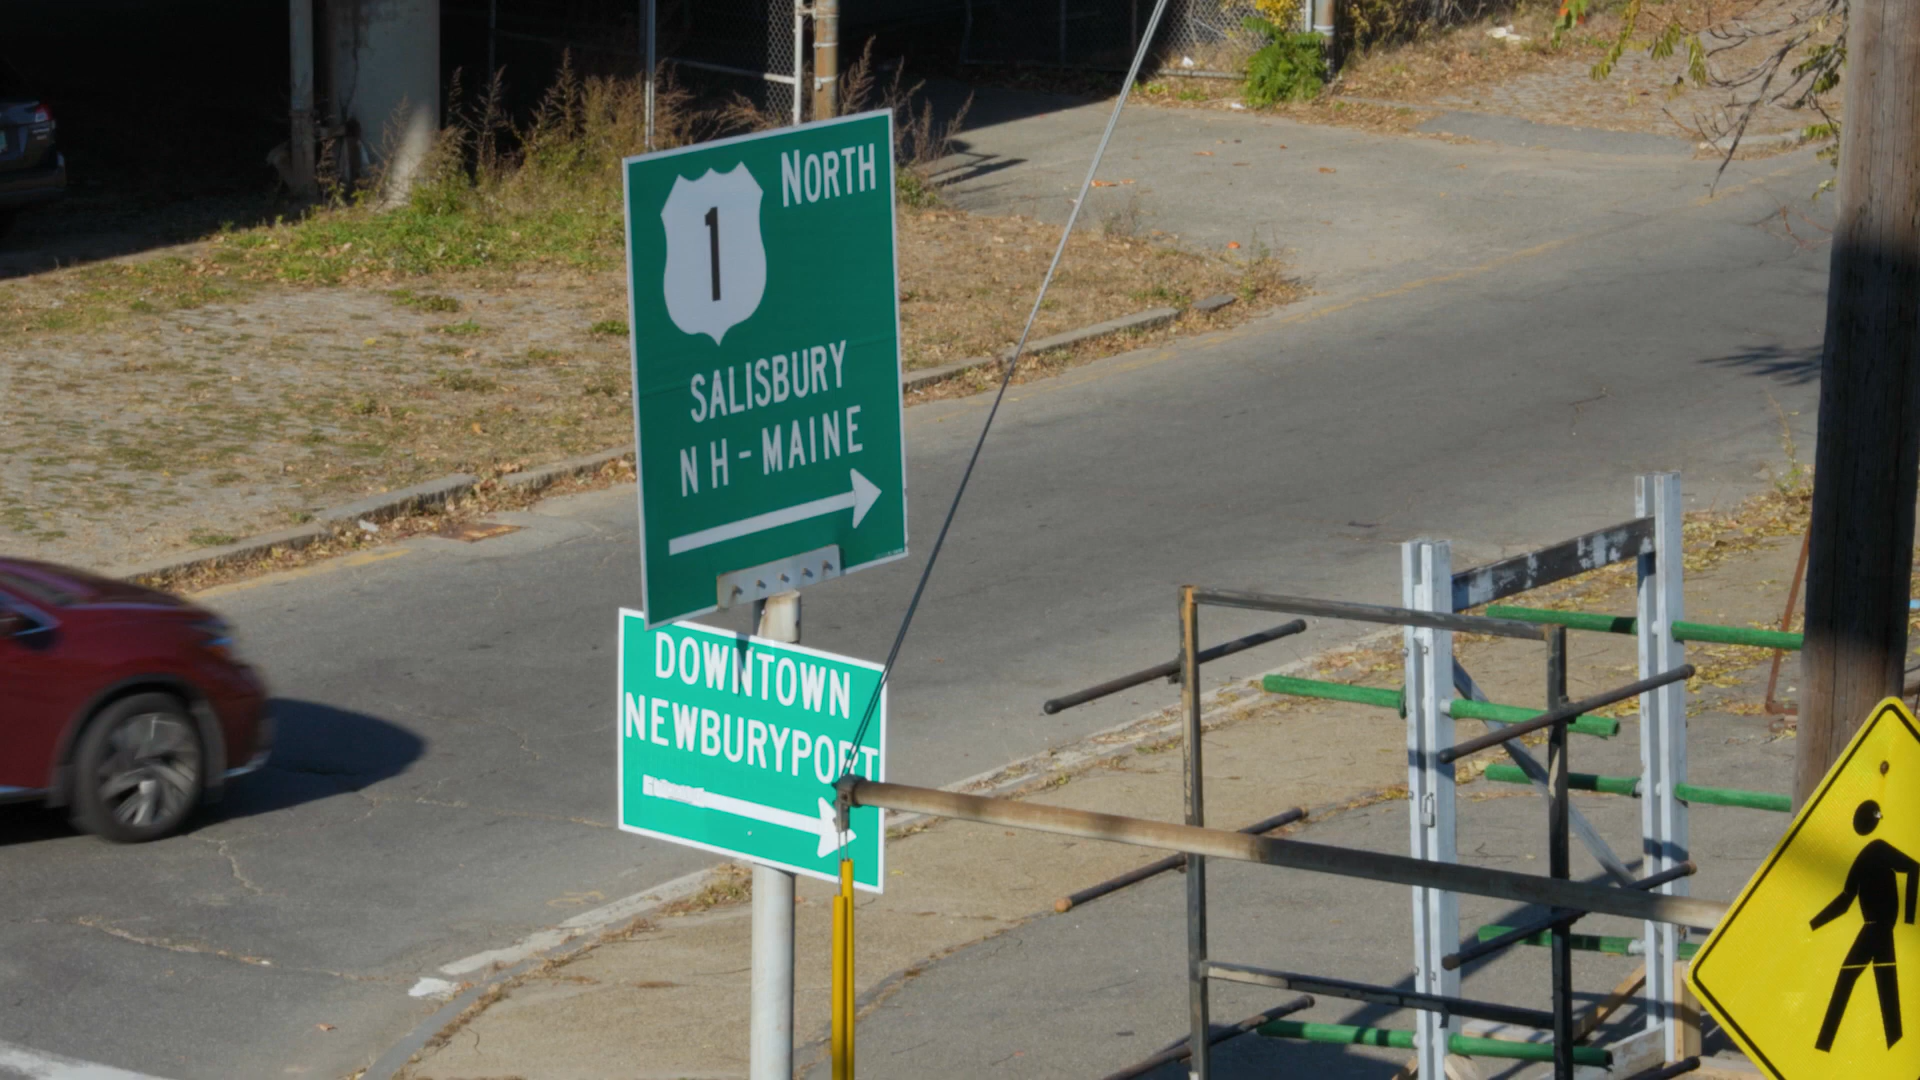 NORTH
1
SALISBURY
NH-MAINE
DOWNTOWN
NEWBURYPORT